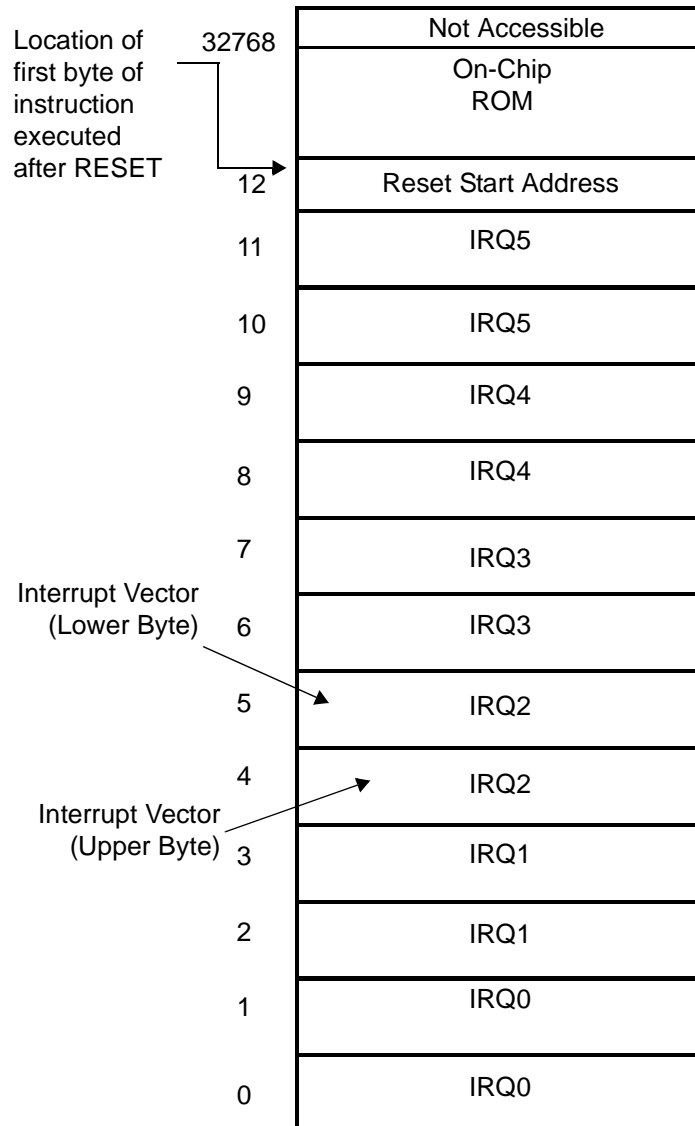 Location of
first byte of
instruction
executed
after RESET
32768
Not Accessible
On-Chip
ROM
12
Reset Start Address
11
IRQ5
10
IRQ5
9
IRQ4
8
IRQ4
7
IRQ3
Interrupt Vector
(Lower Byte)
6
IRQ3
5
IRQ2
4
IRQ2
Interrupt Vector
(Upper Byte)
3
IRQ1
2
IRQ1
1
IRQ0
0
IRQ0